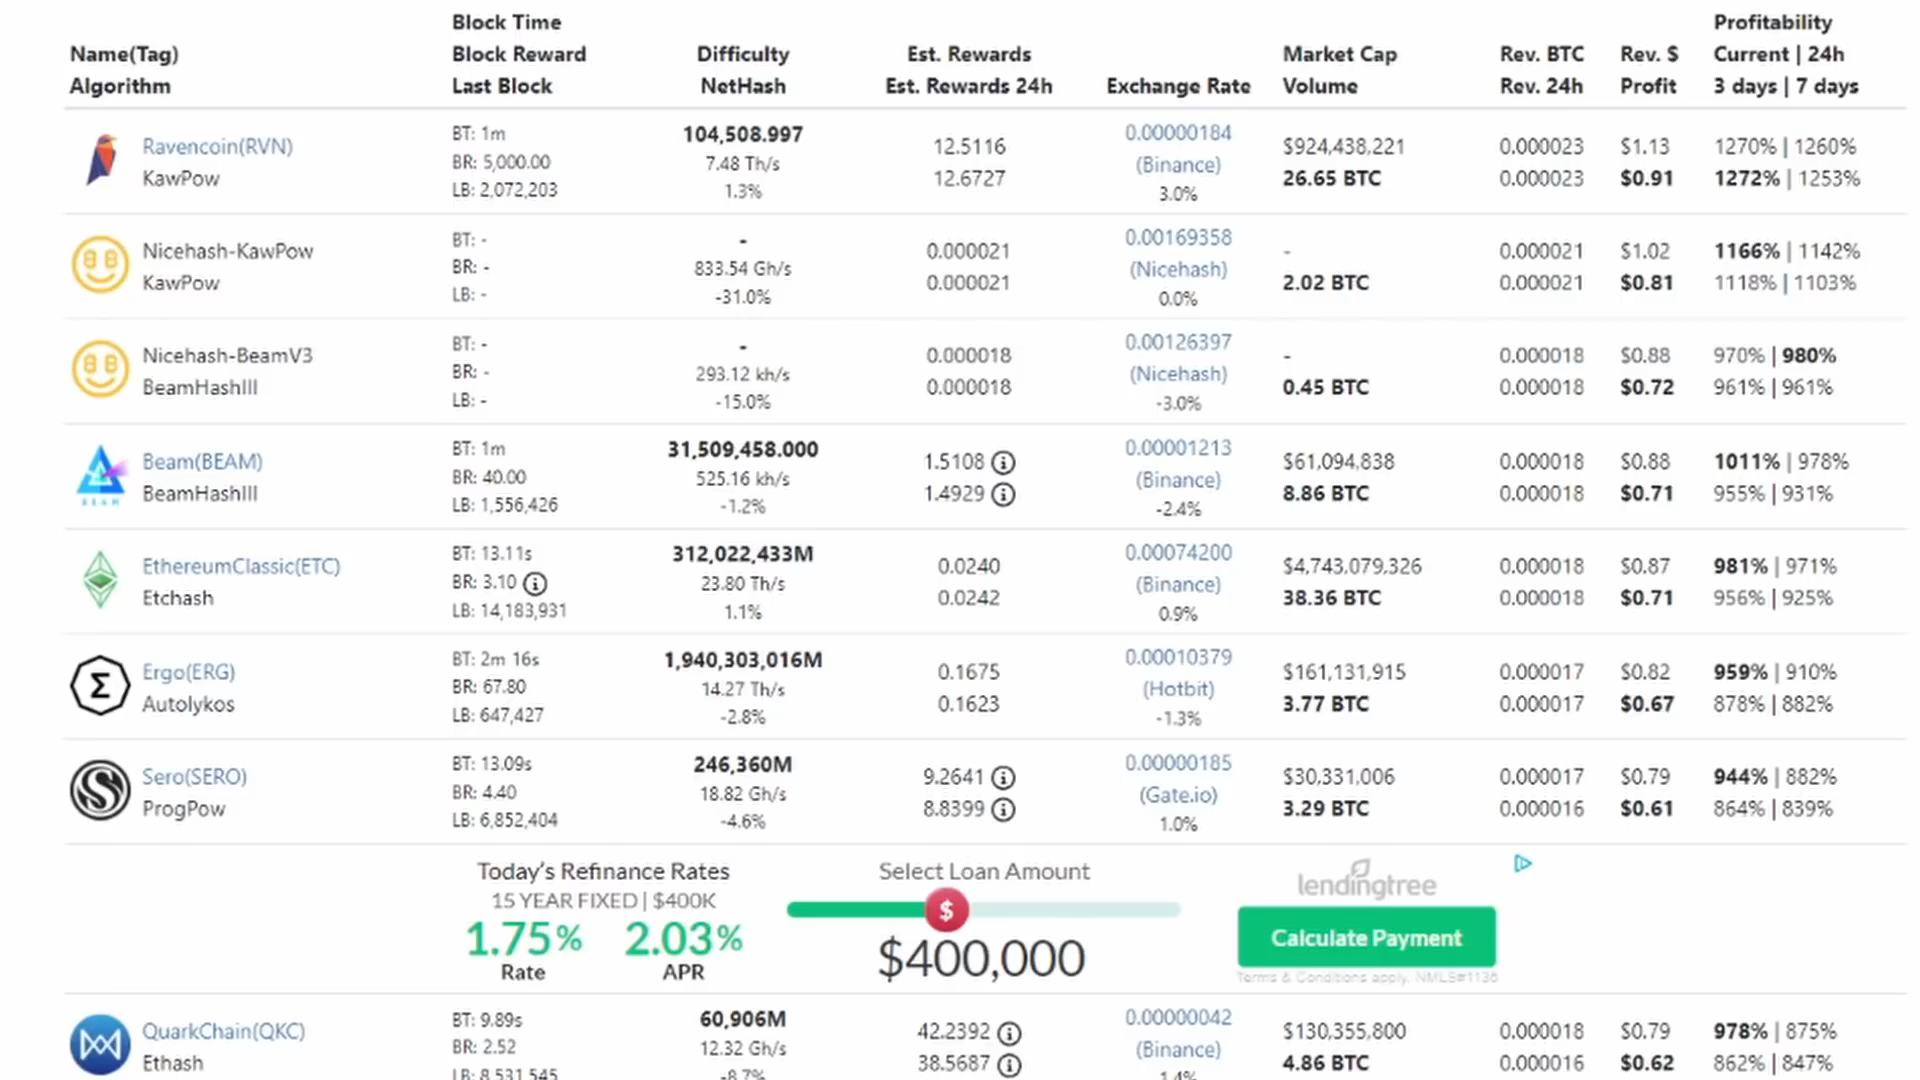 Name(Tag)
Algorithm
Block Time
Block Reward
Last Block
Difficulty
NetHash
Est. Rewards
Est. Rewards 24h
Exchange Rate
Market Cap
Volume
Rev. BTC
Rev. 24h
Rev. $
Profit
Profitability
Current | 24h
3 days | 7 days
Ravencoin(RVN)
KawPow
BT: 1m
BR: 5,000.00
LB: 2,072,203
104,508.997
7.48 Th/s
1.3%
12.5116
12.6727
0.00000184
(Binance)
3.0%
$924,438,221
26.65 BTC
0.000023
0.000023
$1.13
$0.91
1270% | 1260%
1272% | 1253%
Nicehash-KawPow
KawPow
BT: -
BR: -
LB: -
-
833.54 Gh/s
-31.0%
0.000021
0.000021
0.00169358
(Nicehash)
0.0%
-
2.02 BTC
0.000021
0.000021
$1.02
$0.81
1166% | 1142%
1118% | 1103%
Nicehash-BeamV3
BeamHashIII
BT: -
BR: -
LB: -
-
293.12 kh/s
-15.0%
0.000018
0.000018
0.00126397
(Nicehash)
-3.0%
-
0.45 BTC
0.000018
0.000018
$0.88
$0.72
970% | 980%
961% | 961%
BEAM
Beam(BEAM)
BeamHashIII
BT: 1m
BR: 40.00
LB: 1,556,426
31,509,458.000
525.16 kh/s
-1.2%
1.5108
1.4929
0.00001213
(Binance)
-2.4%
$61,094,838
8.86 BTC
0.000018
0.000018
$0.88
$0.71
1011% | 978%
955% | 931%
EthereumClassic(ETC)
Etchash
BT: 13.11s
BR: 3.10
LB: 14,183,931
312,022,433M
23.80 Th/s
1.1%
0.0240
0.0242
0.00074200
(Binance)
0.9%
$4,743,079,326
38.36 BTC
0.000018
0.000018
$0.87
$0.71
981% | 971%
956% | 925%
Σ
Ergo(ERG)
Autolykos
BT: 2m 16s
BR: 67.80
LB: 647,427
1,940,303,016M
14.27 Th/s
-2.8%
0.1675
0.1623
0.00010379
(Hotbit)
-1.3%
$161,131,915
3.77 BTC
0.000017
0.000017
$0.82
$0.67
959% | 910%
878% | 882%
Sero(SERO)
ProgPow
BT: 13.09s
BR: 4.40
LB: 6,852,404
246,360M
18.82 Gh/s
-4.6%
9.2641
8.8399
0.00000185
(Gate.io)
1.0%
$30,331,006
3.29 BTC
0.000017
0.000016
$0.79
$0.61
944% | 882%
864% | 839%
Today's Refinance Rates
15 YEAR FIXED | $400K
1.75%
Rate
2.03%
APR
Select Loan Amount
$
$400,000
lendingtree
Calculate Payment
Terms & Conditions apply. NMLS#1136
QuarkChain(QKC)
Ethash
BT: 9.89s
BR: 2.52
LB: 8,531,545
60,906M
12.32 Gh/s
-8.7%
42.2392
38.5687
0.00000042
(Binance)
1.4%
$130,355,800
4.86 BTC
0.000018
0.000016
$0.79
$0.62
978% | 875%
862% | 847%